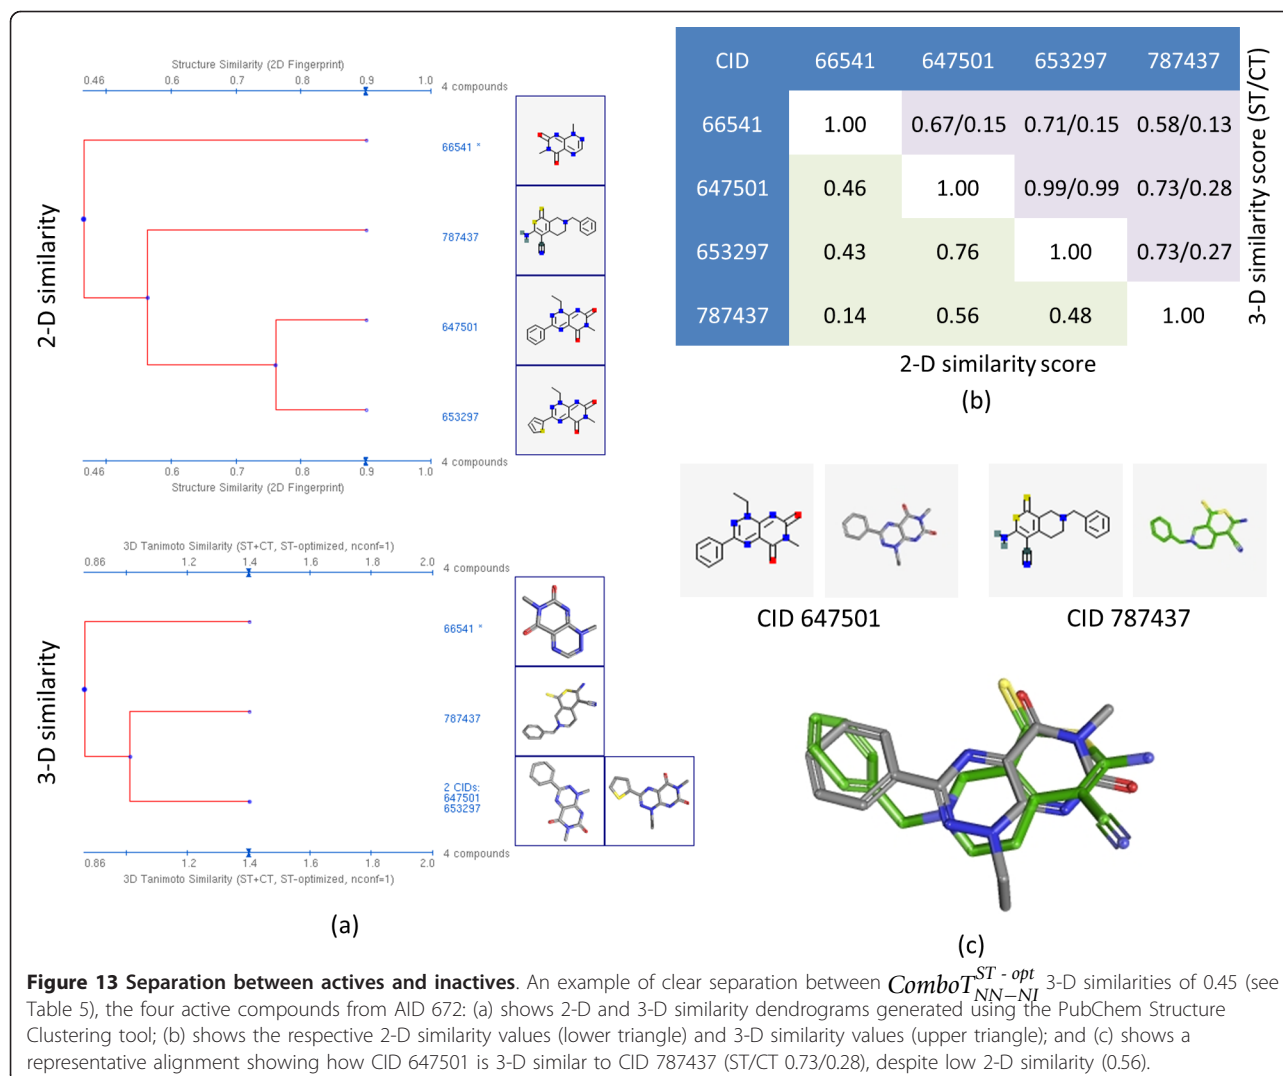 Structure Similarity (2D Fingerprint)
0.46 0.6 0.7 0.8 0.9 1.0
4 compounds
66541 *
787437
647501
653297
2-D similarity
0.46 0.6 0.7 0.8 0.9 1.0
4 compounds
Structure Similarity (2D Fingerprint)
3D Tanimoto Similarity (ST+CT, ST-optimized, nconf=1)
0.86 1.2 1.4 1.6 1.8 2.0
4 compounds
66541 *
787437
2 CIDs:
647501
653297
3-D similarity
0.86 1.2 1.4 1.6 1.8 2.0
4 compounds
3D Tanimoto Similarity (ST+CT, ST-optimized, nconf=1)
(a)
CID 66541 647501 653297 787437
66541 1.00 0.67/0.15 0.71/0.15 0.58/0.13
647501 0.46 1.00 0.99/0.99 0.73/0.28
653297 0.43 0.76 1.00 0.73/0.27
787437 0.14 0.56 0.48 1.00
3-D similarity score (ST/CT)
2-D similarity score
(b)
CID 647501
CID 787437
(c)
Figure 13 Separation between actives and inactives. An example of clear separation between ComboT ST-opt NN–NI 3-D similarities of 0.45 (see
Table 5), the four active compounds from AID 672: (a) shows 2-D and 3-D similarity dendrograms generated using the PubChem Structure
Clustering tool; (b) shows the respective 2-D similarity values (lower triangle) and 3-D similarity values (upper triangle); and (c) shows a
representative alignment showing how CID 647501 is 3-D similar to CID 787437 (ST/CT 0.73/0.28), despite low 2-D similarity (0.56).